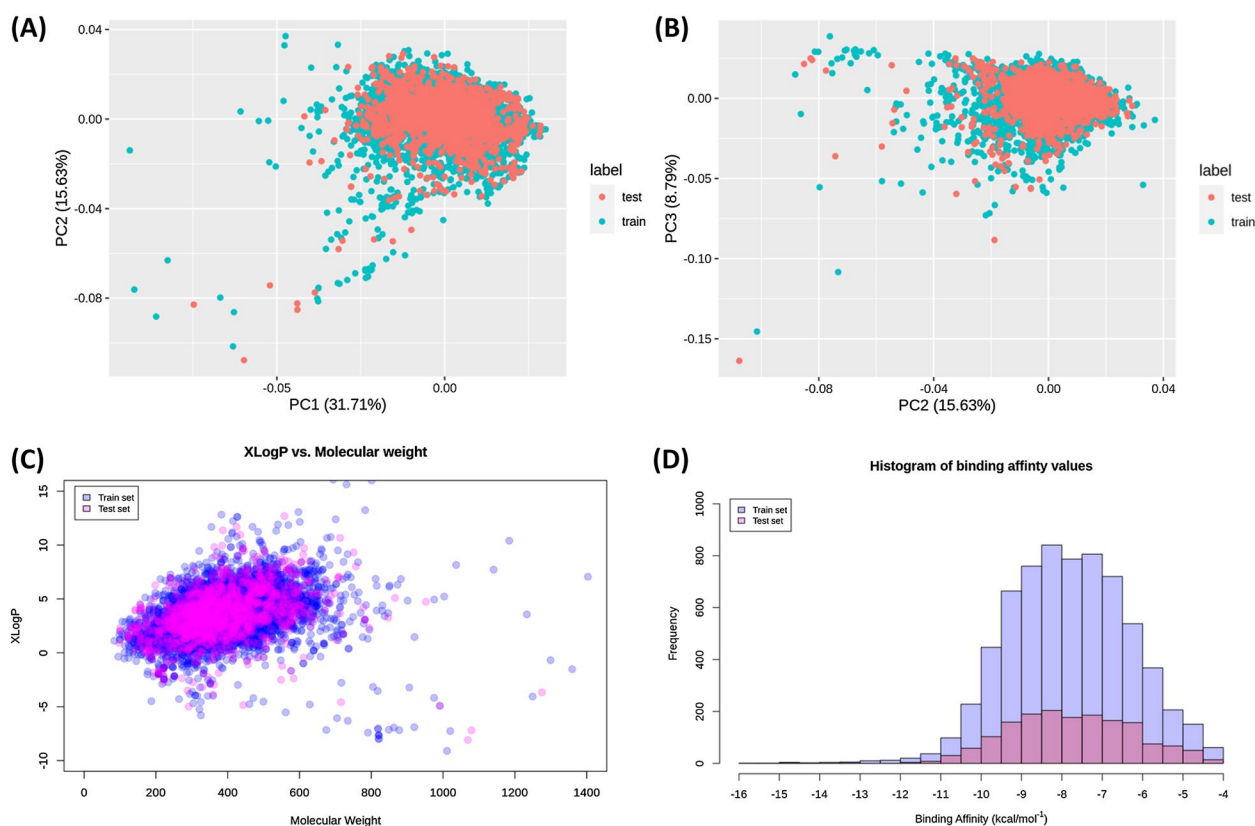 (A)
0.04
0.00
-0.04
-0.08
PC2 (15.63%)
-0.05
0.00
PC1 (31.71%)
label
test
train
(B)
0.00
-0.05
-0.10
-0.15
PC3 (8.79%)
-0.08
-0.04
0.00
0.04
PC2 (15.63%)
label
test
train
(C)
XLogP vs. Molecular weight
Train set
Test set
15
10
5
0
-5
-10
XLogP
0
200
400
600
800
1000
1200
1400
Molecular Weight
(D)
Histogram of binding affinty values
Train set
Test set
1000
800
600
400
200
0
Frequency
-16
-15
-14
-13
-12
-11
-10
-9
-8
-7
-6
-5
-4
Binding Affinity (kcal/mol⁻¹)